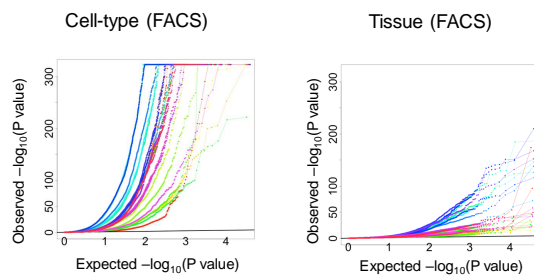 Cell-type (FACS)
Observed –log10(P value)
300
200
100
50
0
0 1 2 3 4
Expected –log10(P value)
Tissue (FACS)
Observed –log10(P value)
300
200
100
50
0
0 1 2 3 4
Expected –log10(P value)